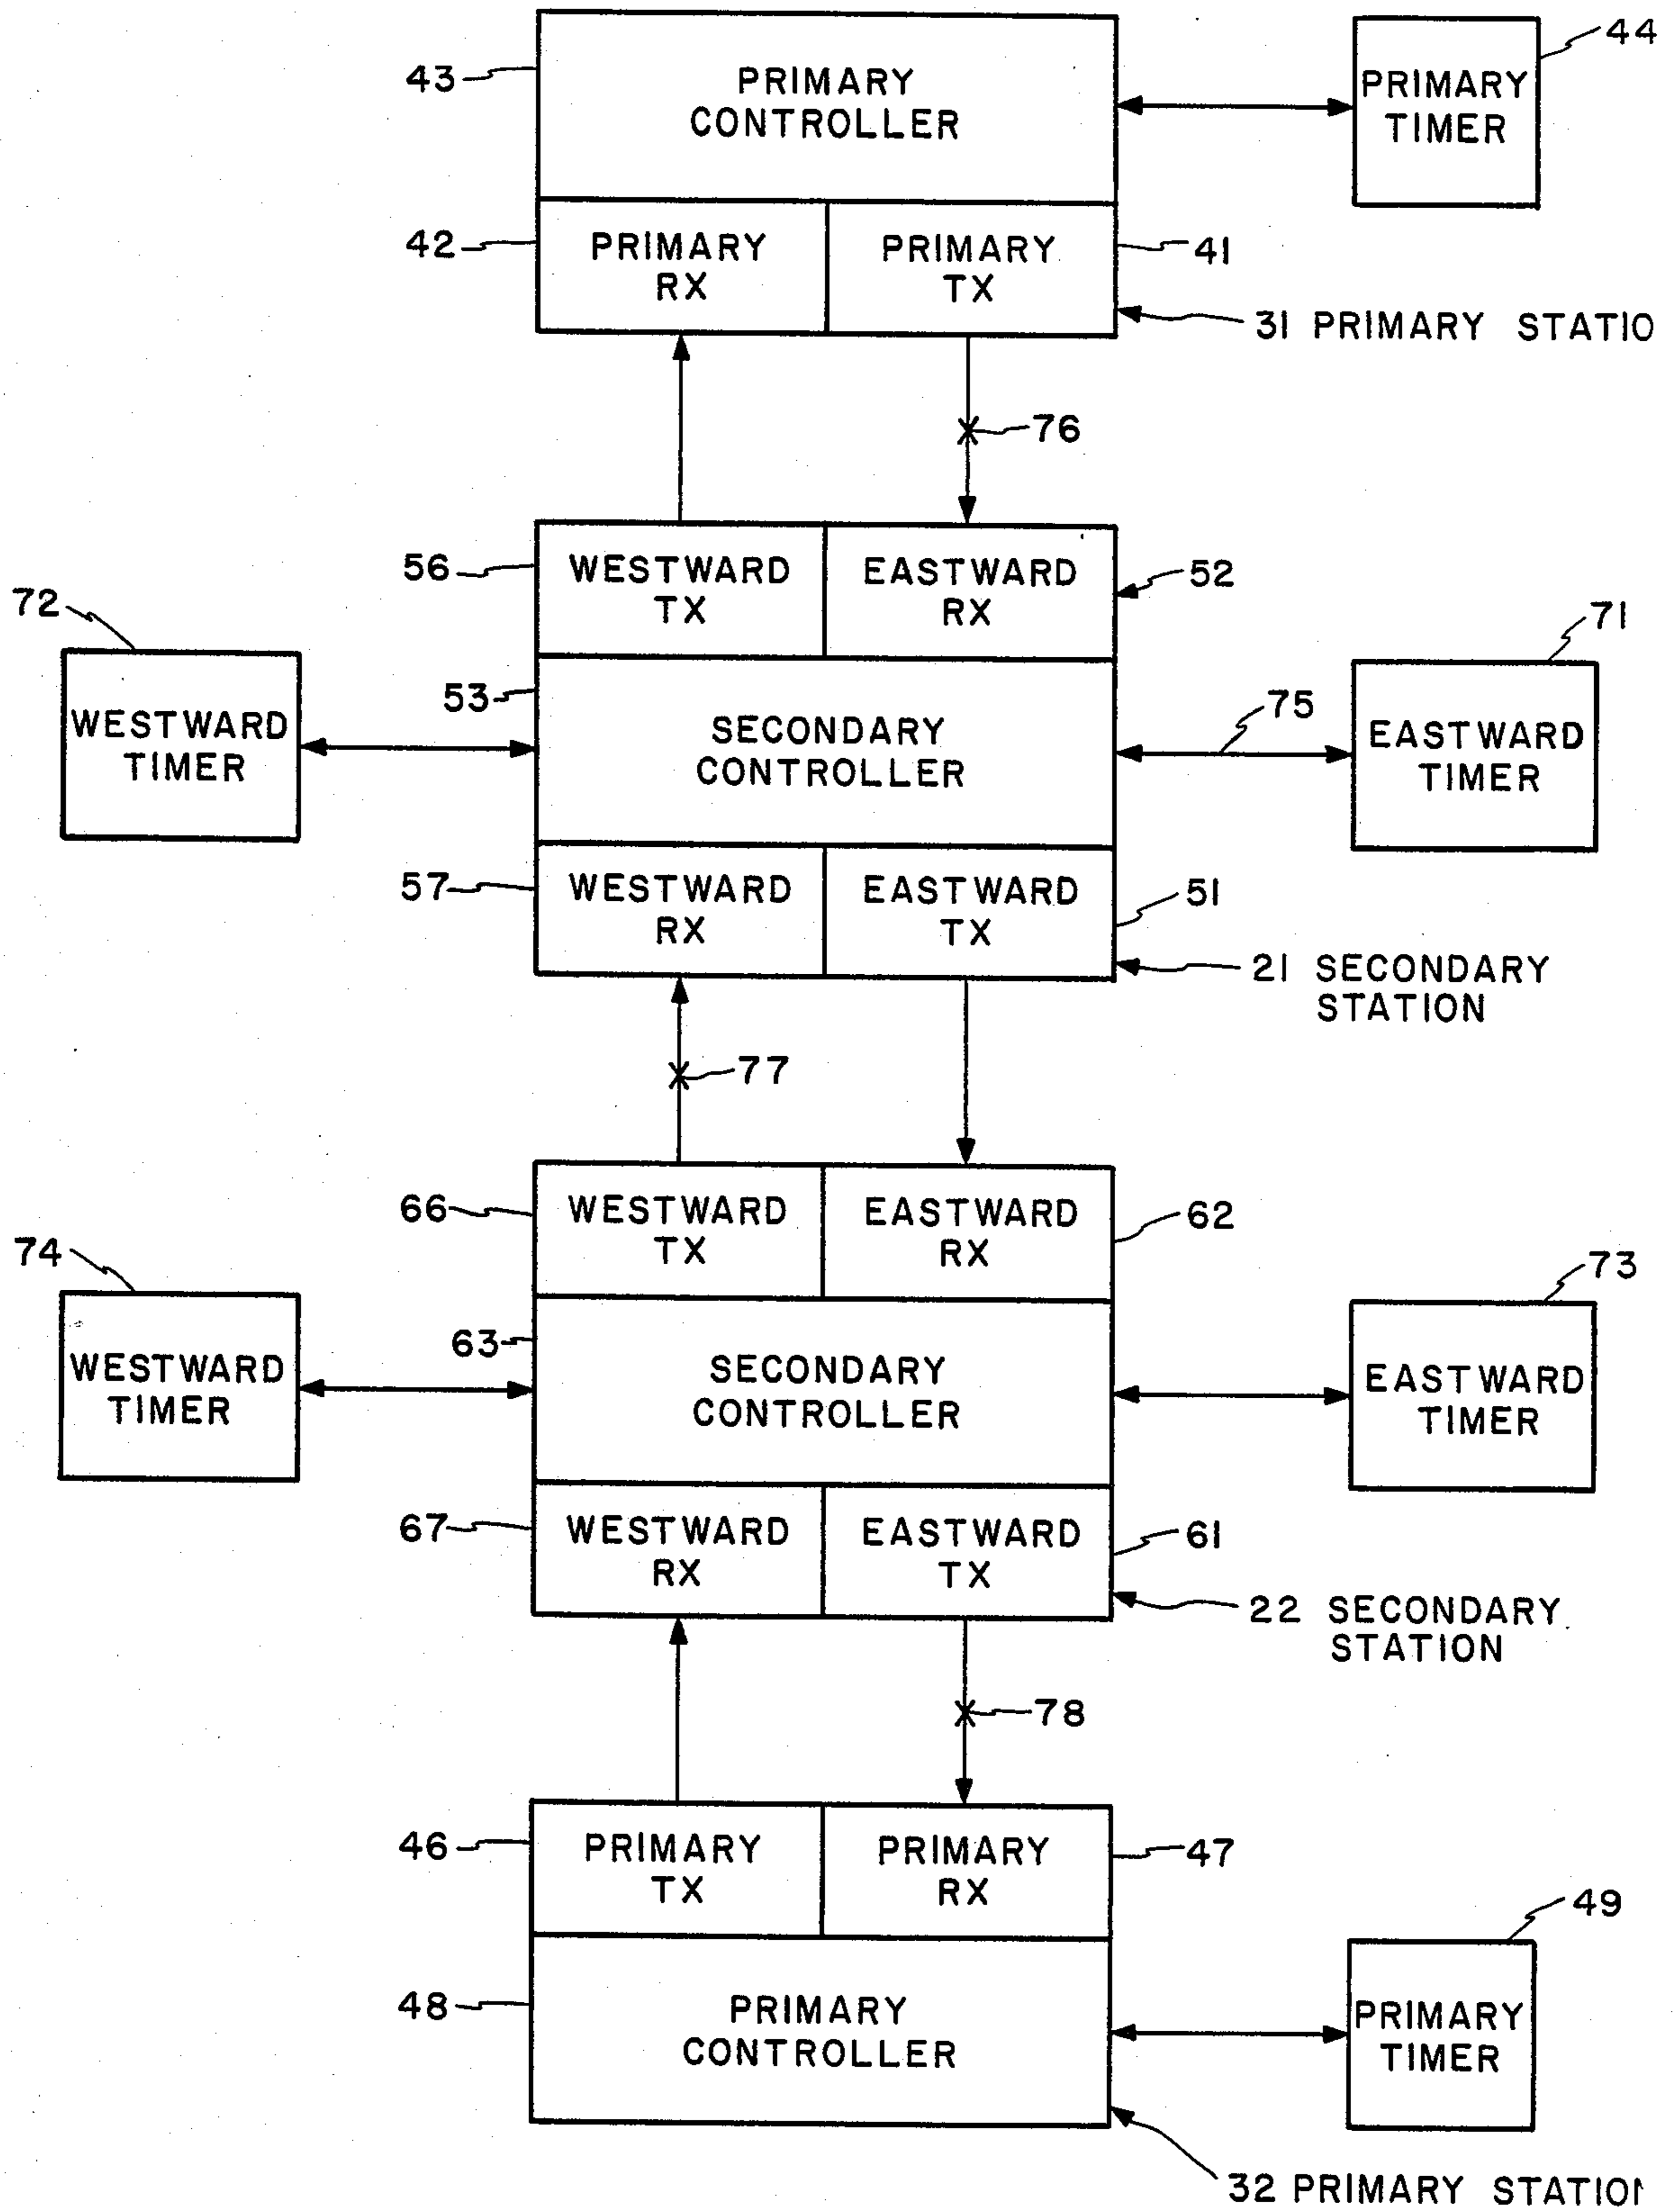 43
PRIMARY
CONTROLLER
PRIMARY
TIMER
44
42
PRIMARY
RX
PRIMARY
TX
41
31 PRIMARY STATIO
76
56
WESTWARD
TX
EASTWARD
RX
52
72
WESTWARD
TIMER
53
SECONDARY
CONTROLLER
75
71
EASTWARD
TIMER
57
WESTWARD
RX
EASTWARD
TX
51
21 SECONDARY
STATION
77
66
WESTWARD
TX
EASTWARD
RX
62
74
WESTWARD
TIMER
63
SECONDARY
CONTROLLER
73
EASTWARD
TIMER
67
WESTWARD
RX
EASTWARD
TX
61
22 SECONDARY
STATION
78
46
PRIMARY
TX
PRIMARY
RX
47
48
PRIMARY
CONTROLLER
49
PRIMARY
TIMER
32 PRIMARY STATION